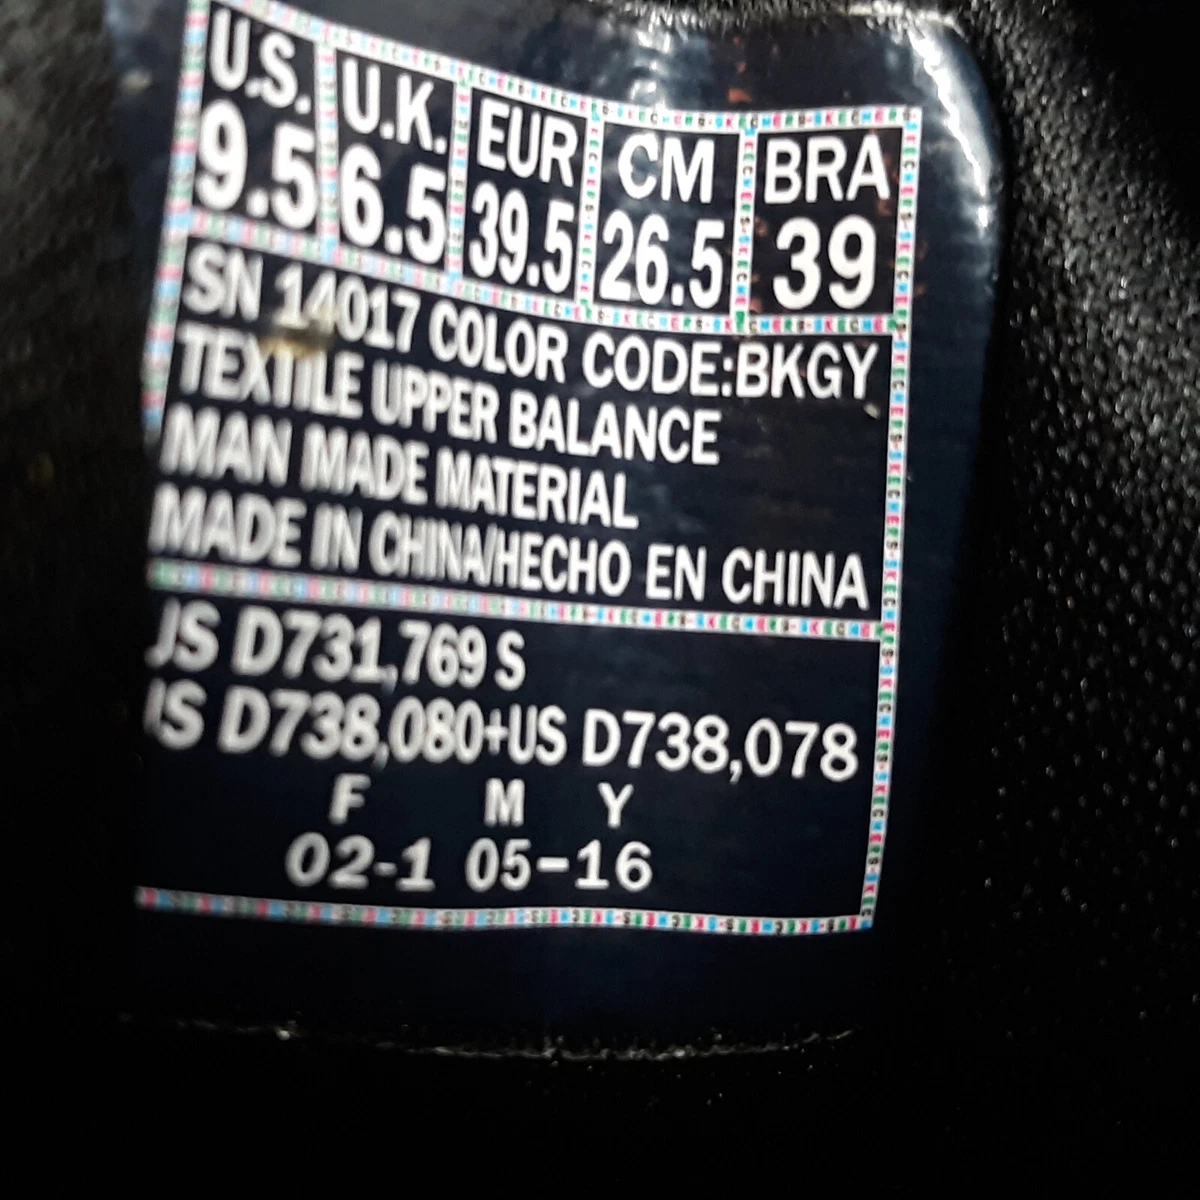 U.S. U.K. EUR CM BRA
9.5 6.5 39.5 26.5 39
SN 14017 COLOR CODE:BKGY
TEXTILE UPPER BALANCE
MAN MADE MATERIAL
MADE IN CHINA/HECHO EN CHINA
US D731,769 S
US D738,080+US D738,078
F M Y
02-1 05-16